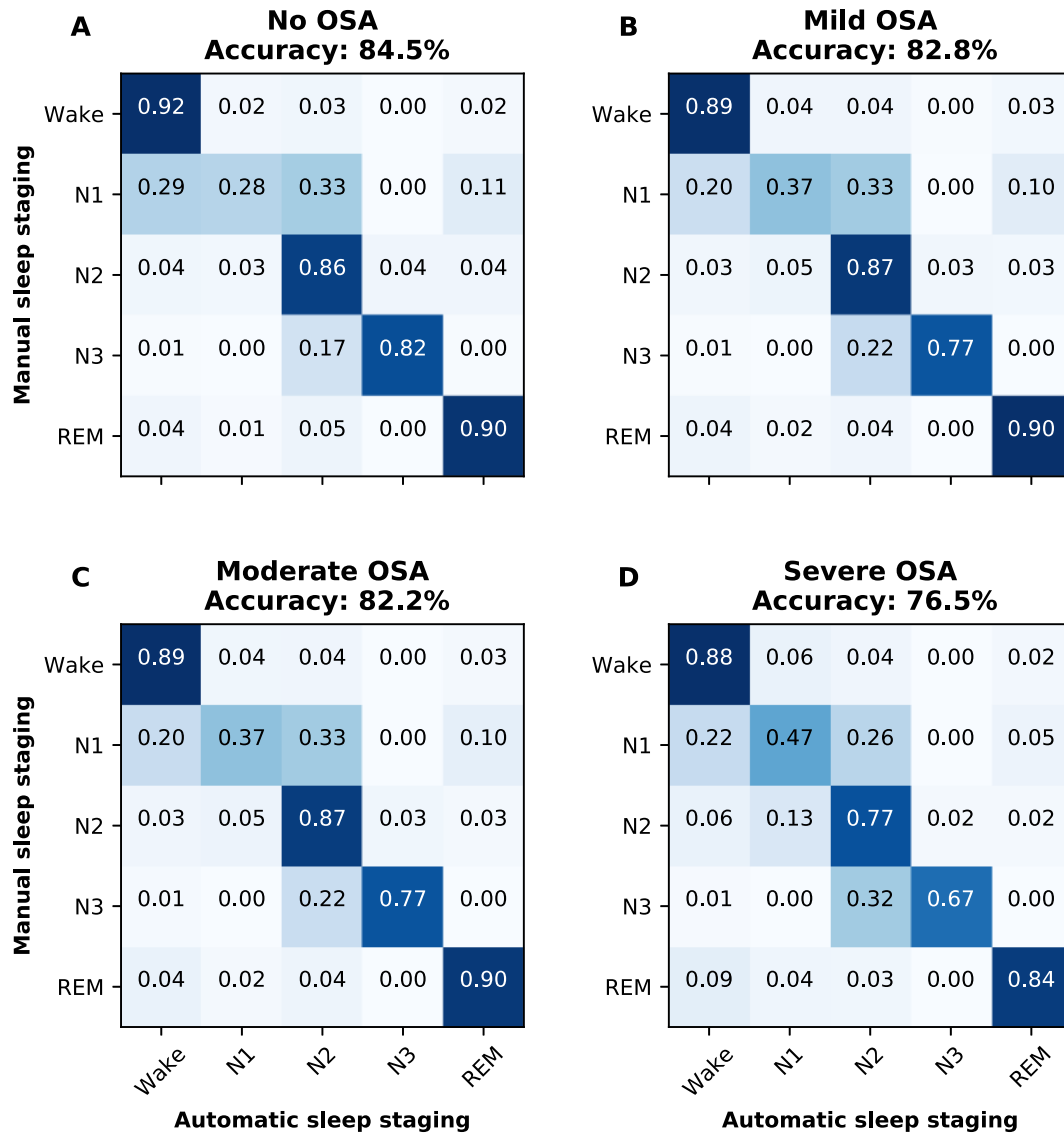 A
No OSA
Accuracy: 84.5%
Manual sleep staging
Wake 0.92 0.02 0.03 0.00 0.02
N1 0.29 0.28 0.33 0.00 0.11
N2 0.04 0.03 0.86 0.04 0.04
N3 0.01 0.00 0.17 0.82 0.00
REM 0.04 0.01 0.05 0.00 0.90
B
Mild OSA
Accuracy: 82.8%
Wake 0.89 0.04 0.04 0.00 0.03
N1 0.20 0.37 0.33 0.00 0.10
N2 0.03 0.05 0.87 0.03 0.03
N3 0.01 0.00 0.22 0.77 0.00
REM 0.04 0.02 0.04 0.00 0.90
C
Moderate OSA
Accuracy: 82.2%
Manual sleep staging
Wake 0.89 0.04 0.04 0.00 0.03
N1 0.20 0.37 0.33 0.00 0.10
N2 0.03 0.05 0.87 0.03 0.03
N3 0.01 0.00 0.22 0.77 0.00
REM 0.04 0.02 0.04 0.00 0.90
Wake N1 N2 N3 REM
Automatic sleep staging
D
Severe OSA
Accuracy: 76.5%
Wake 0.88 0.06 0.04 0.00 0.02
N1 0.22 0.47 0.26 0.00 0.05
N2 0.06 0.13 0.77 0.02 0.02
N3 0.01 0.00 0.32 0.67 0.00
REM 0.09 0.04 0.03 0.00 0.84
Wake N1 N2 N3 REM
Automatic sleep staging